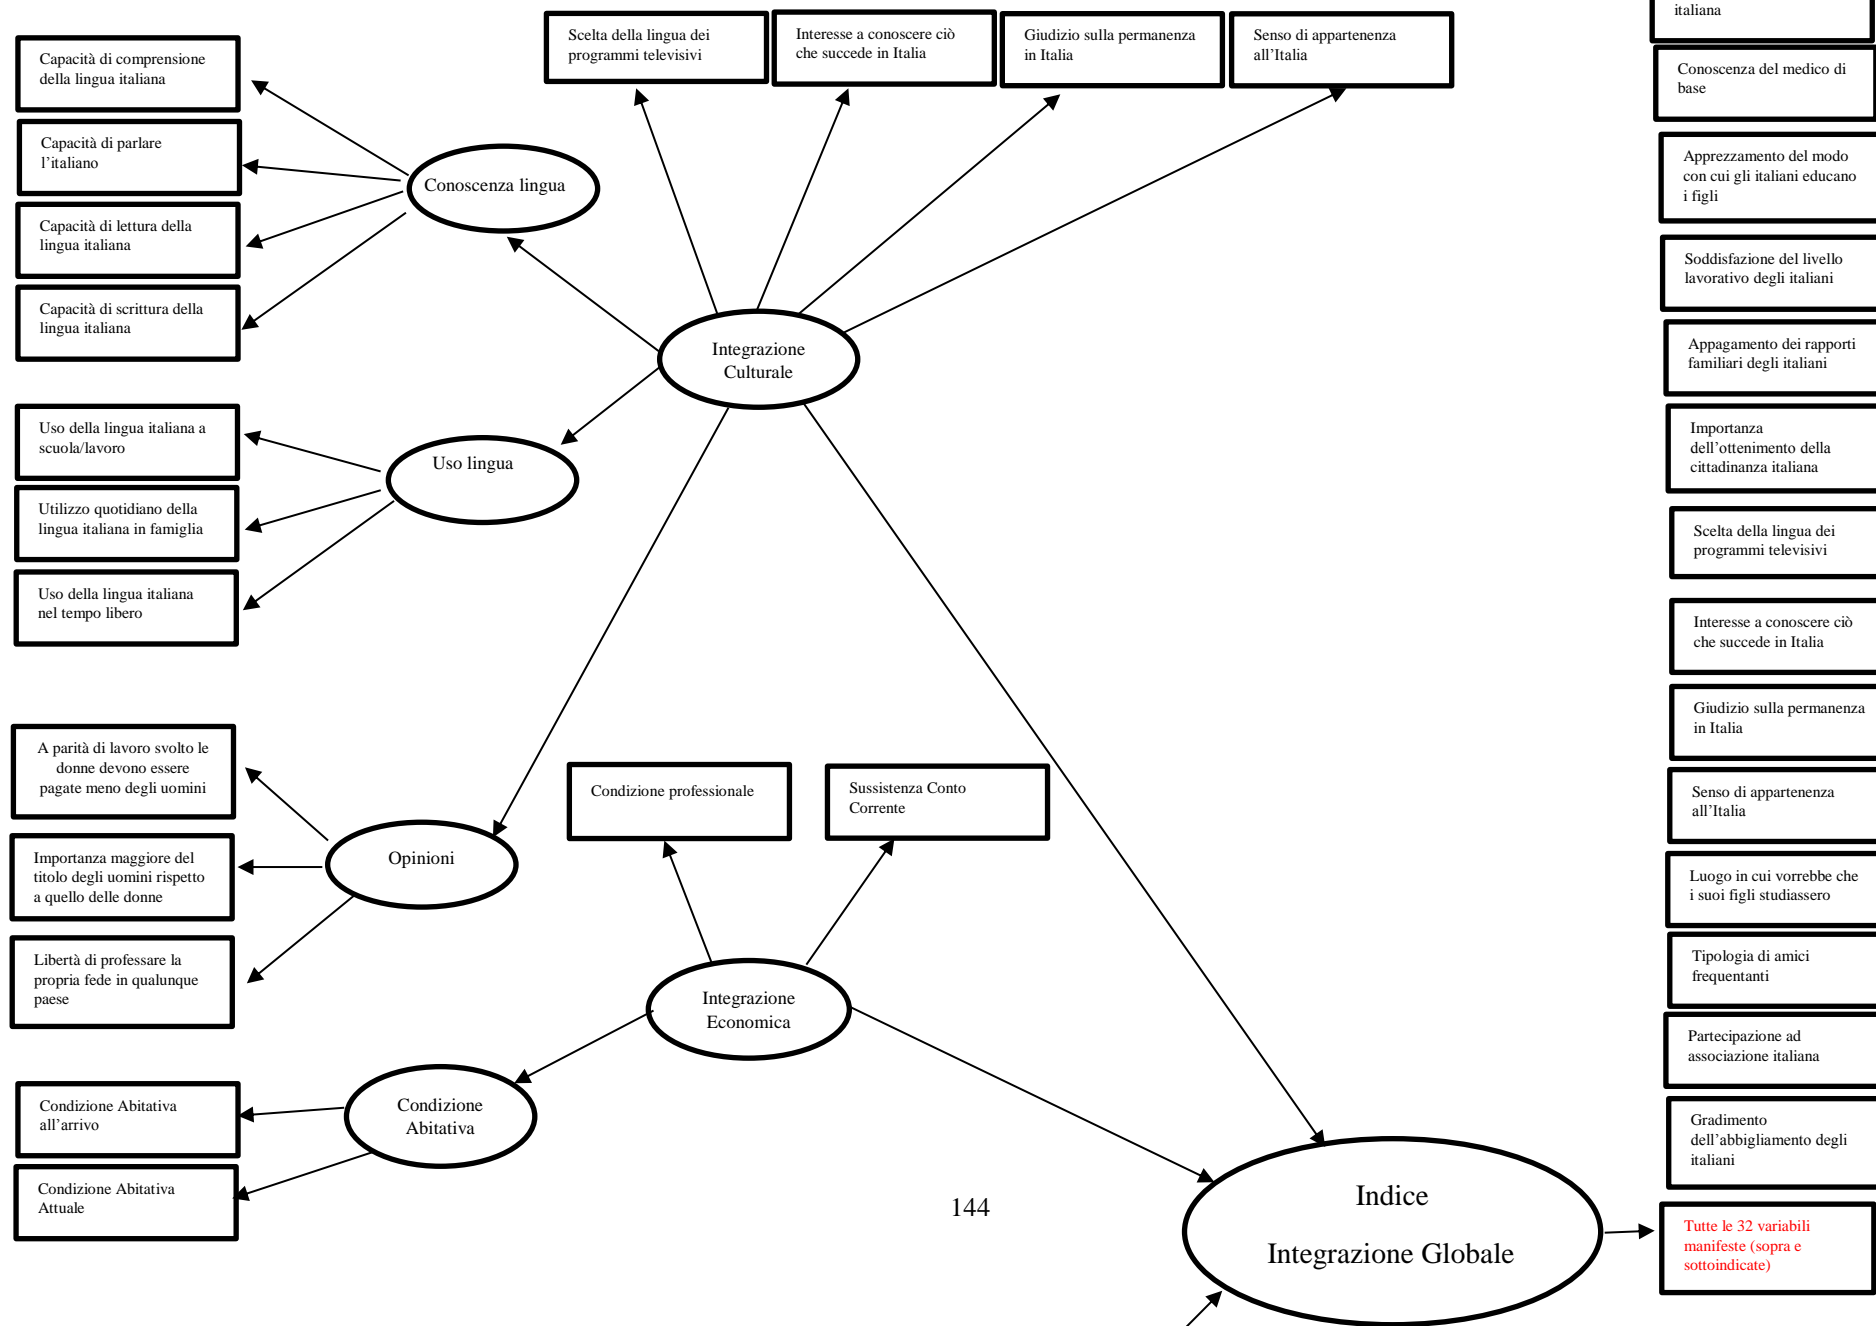 Scelta della lingua dei
programmi televisivi
Interesse a conoscere ciò
che succede in Italia
Giudizio sulla permanenza
in Italia
Senso di appartenenza
all'Italia
Capacità di comprensione
della lingua italiana
Capacità di parlare
l'italiano
Capacità di lettura della
lingua italiana
Capacità di scrittura della
lingua italiana
Conoscenza lingua
Integrazione
Culturale
Uso della lingua italiana a
scuola/lavoro
Utilizzo quotidiano della
lingua italiana in famiglia
Uso della lingua italiana
nel tempo libero
Uso lingua
A parità di lavoro svolto le
donne devono essere
pagate meno degli uomini
Importanza maggiore del
titolo degli uomini rispetto
a quello delle donne
Libertà di professare la
propria fede in qualunque
paese
Opinioni
Condizione professionale
Sussistenza Conto
Corrente
Integrazione
Economica
Condizione Abitativa
all'arrivo
Condizione Abitativa
Attuale
Condizione
Abitativa
144
Indice
Integrazione Globale
italiana
Conoscenza del medico di
base
Apprezzamento del modo
con cui gli italiani educano
i figli
Soddisfazione del livello
lavorativo degli italiani
Appagamento dei rapporti
familiari degli italiani
Importanza
dell'ottenimento della
cittadinanza italiana
Scelta della lingua dei
programmi televisivi
Interesse a conoscere ciò
che succede in Italia
Giudizio sulla permanenza
in Italia
Senso di appartenenza
all'Italia
Luogo in cui vorrebbe che
i suoi figli studiassero
Tipologia di amici
frequentanti
Partecipazione ad
associazione italiana
Gradimento
dell'abbigliamento degli
italiani
Tutte le 32 variabili
manifeste (sopra e
sottoindicate)